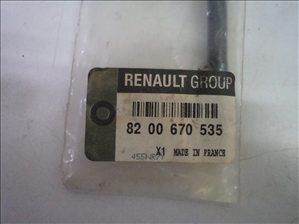 RENAULT GROUP
82 00 670 535
X1 MADE IN FRANCE